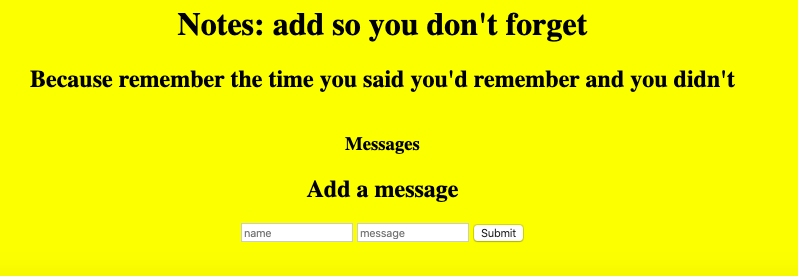 Notes: add so you don't forget
Because remember the time you said you'd remember and you didn't
Messages
Add a message
name message Submit